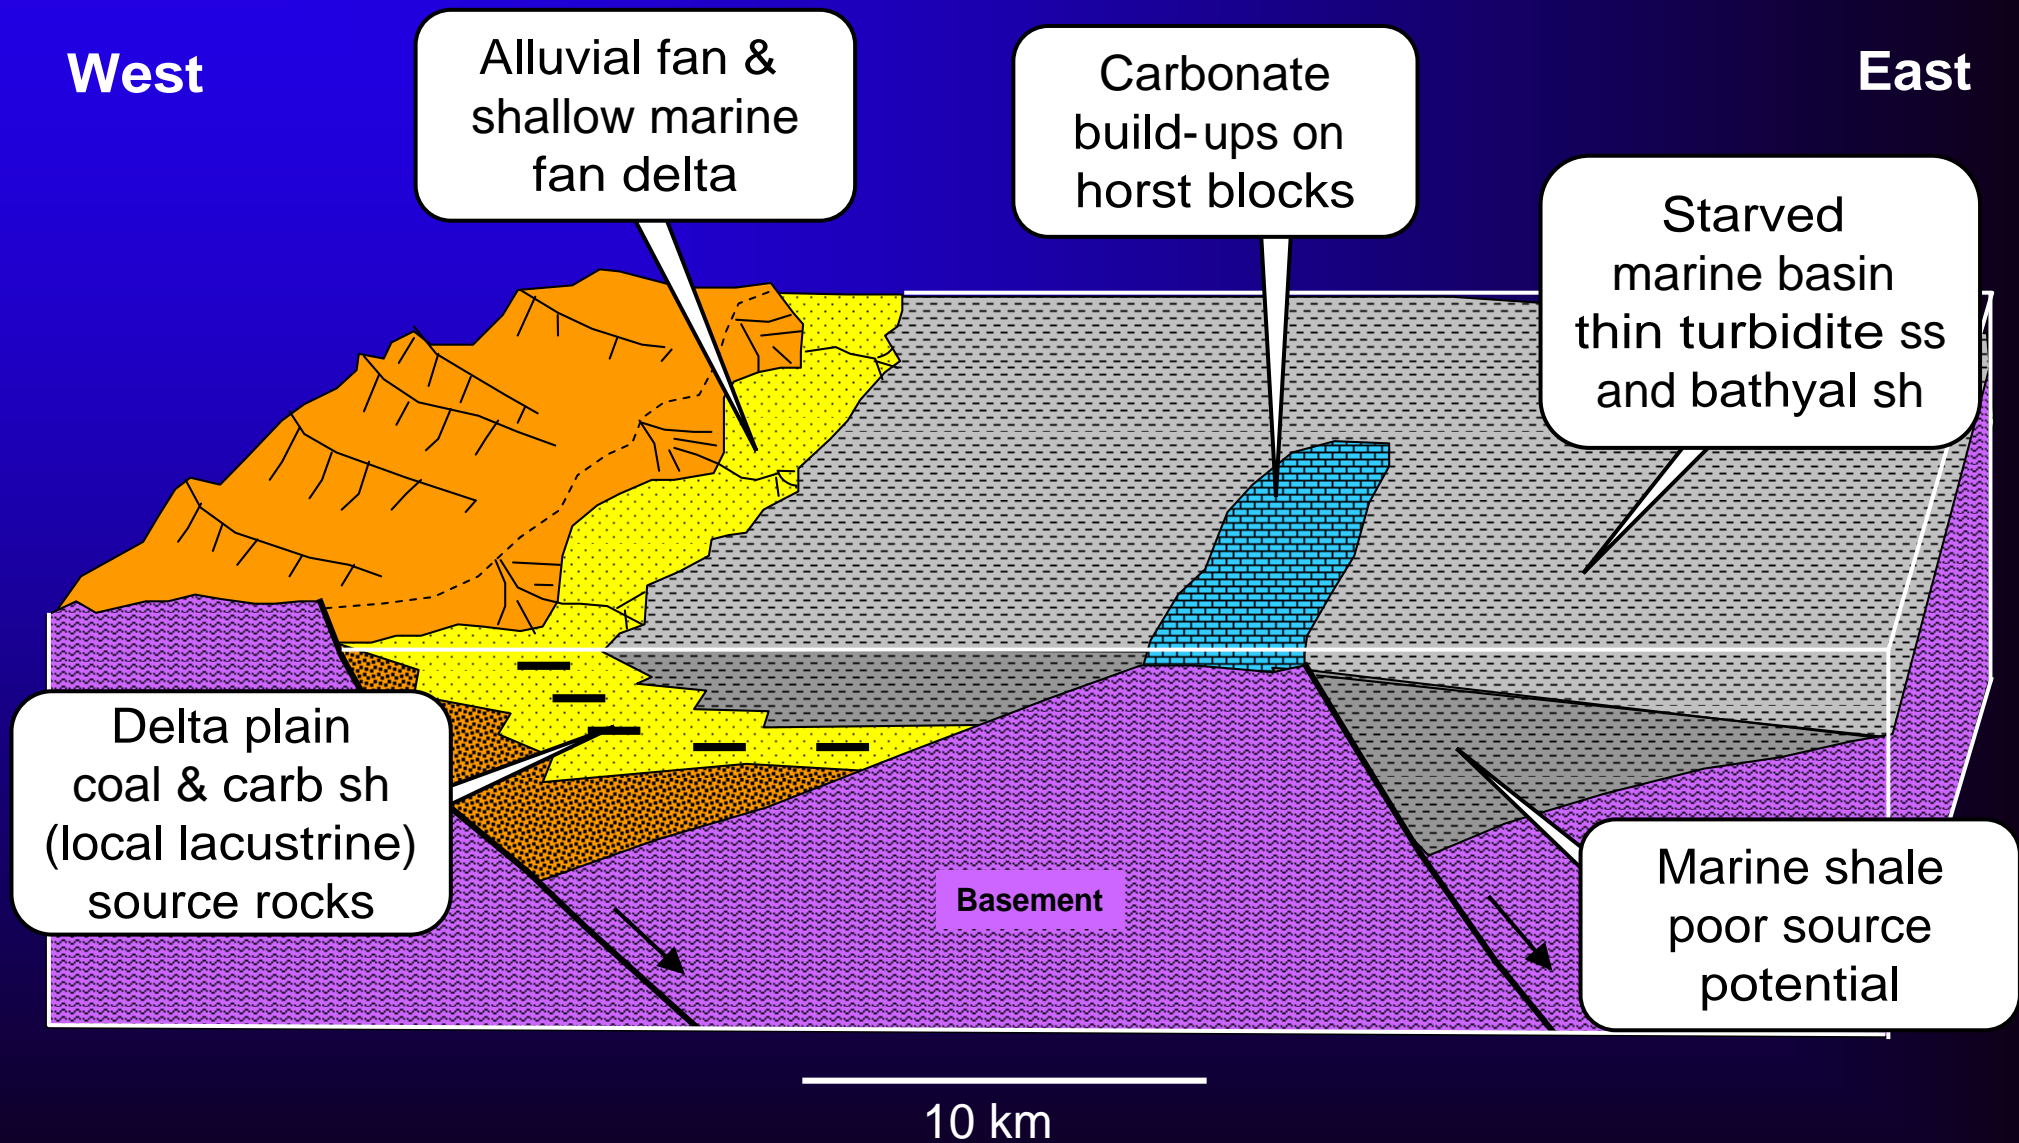 West
Alluvial fan &
shallow marine
fan delta
Carbonate
build-ups on
horst blocks
East
Starved
marine basin
thin turbidite ss
and bathyal sh
Delta plain
coal & carb sh
(local lacustrine)
source rocks
Basement
Marine shale
poor source
potential
10 km